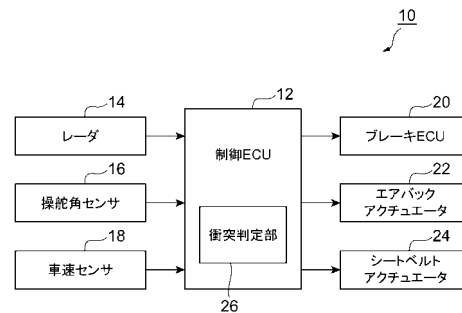 10
14
レーダ
16
操舵角センサ
18
車速センサ
12
制御ECU
衝突判定部
26
20
ブレーキECU
22
エアバック
アクチュエータ
24
シートベルト
アクチュエータ